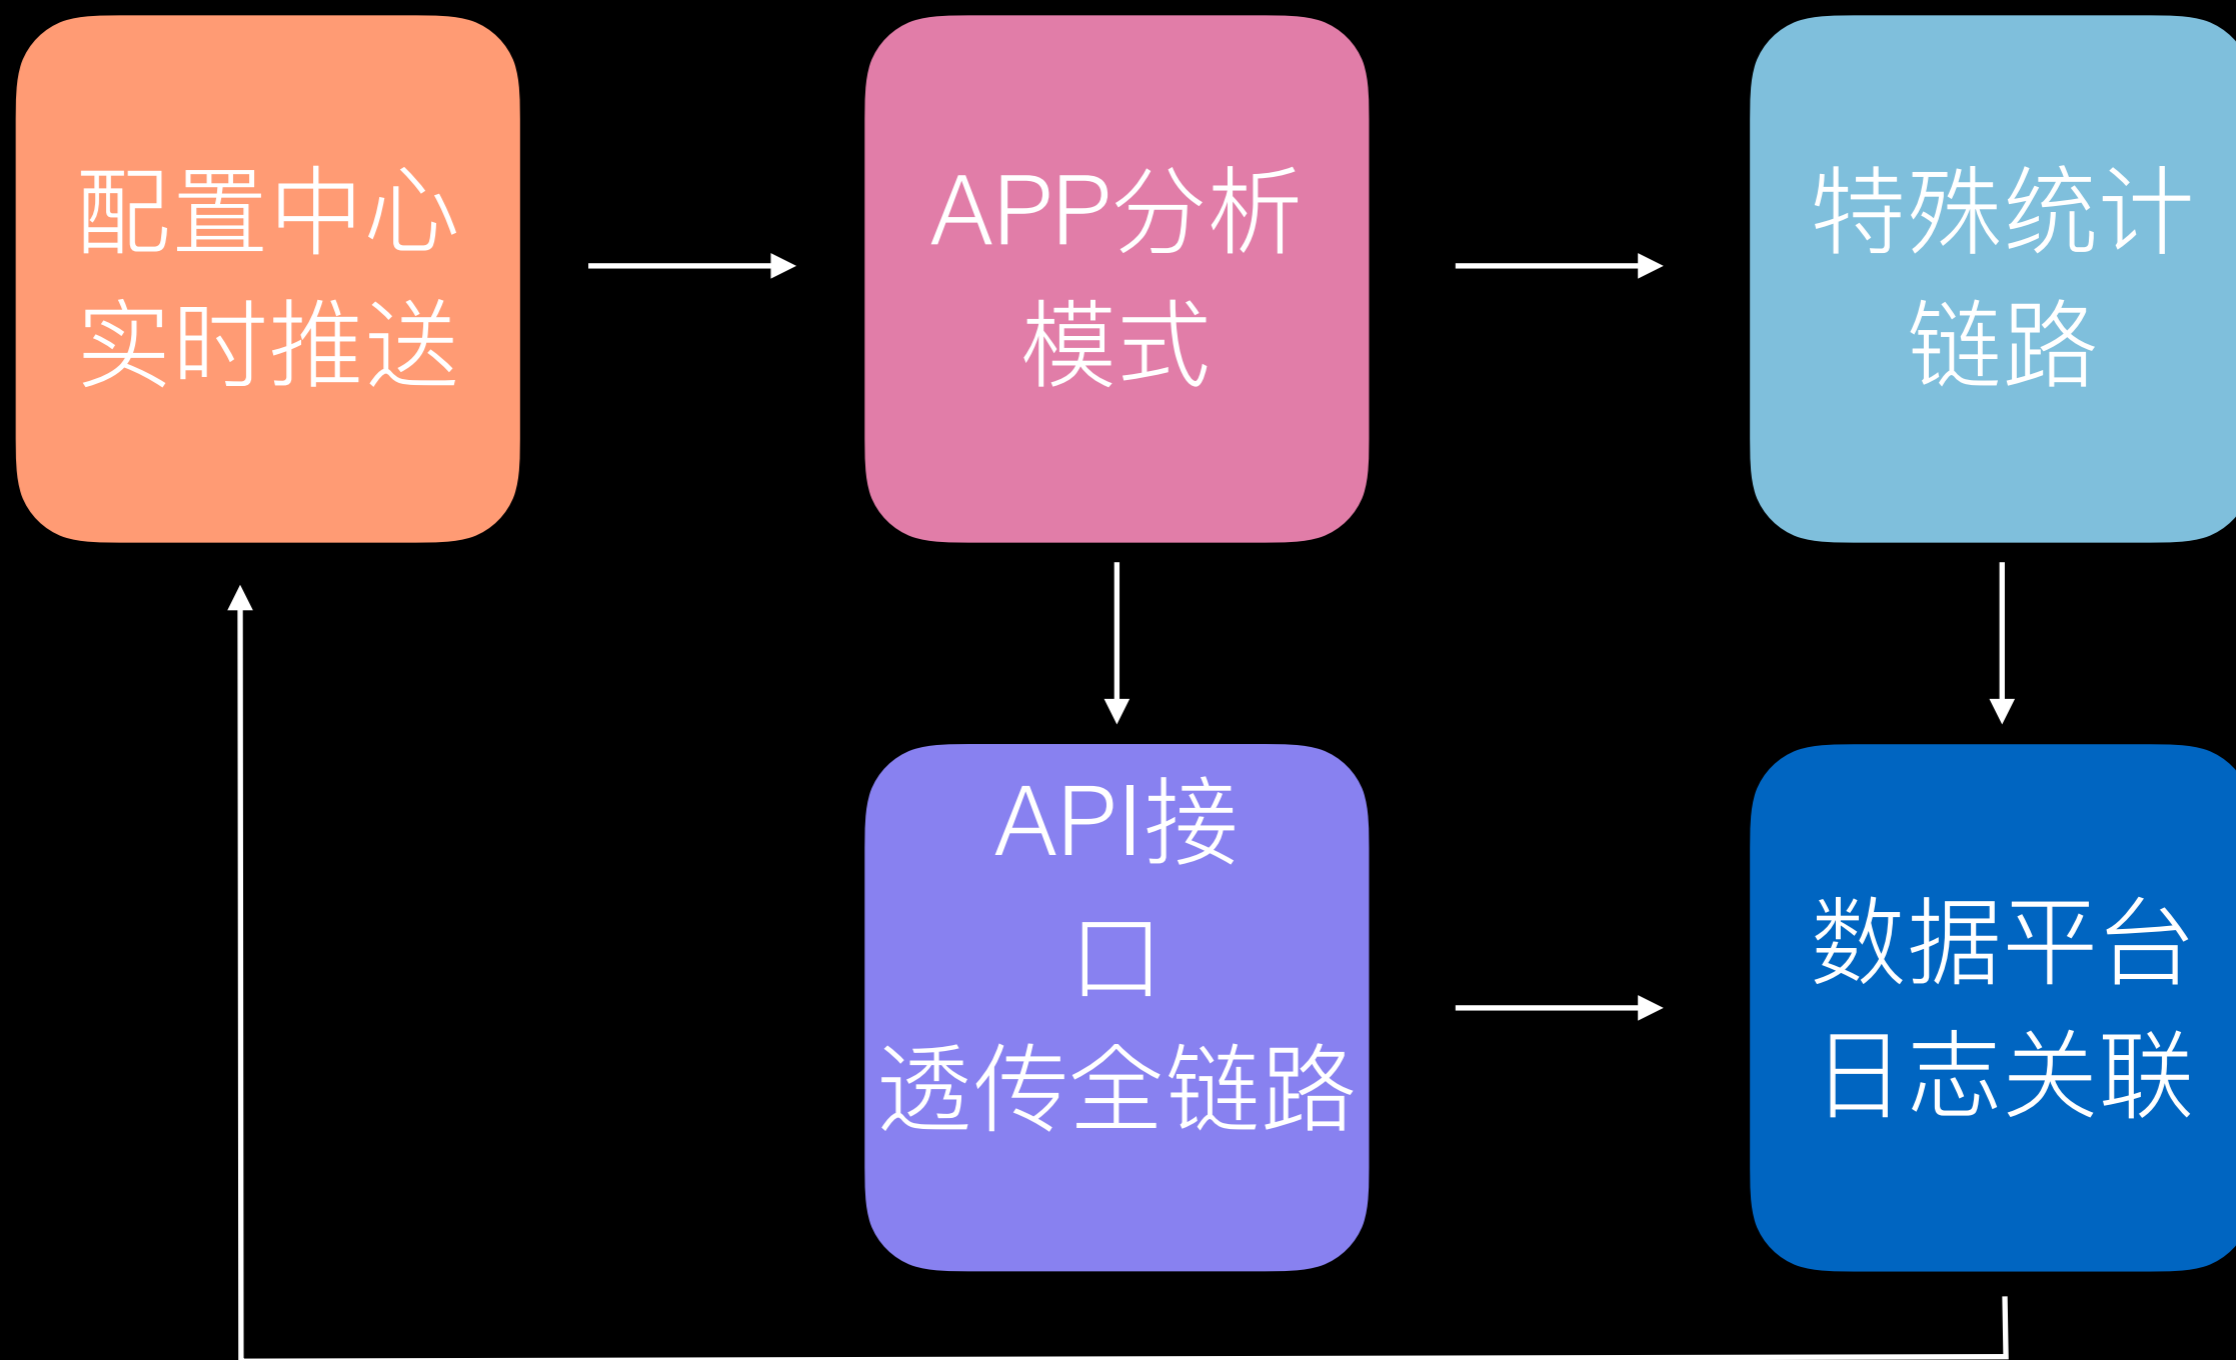 配置中心
实时推送
APP分析
模式
特殊统计
链路
API接
口
透传全链路
数据平台
日志关联